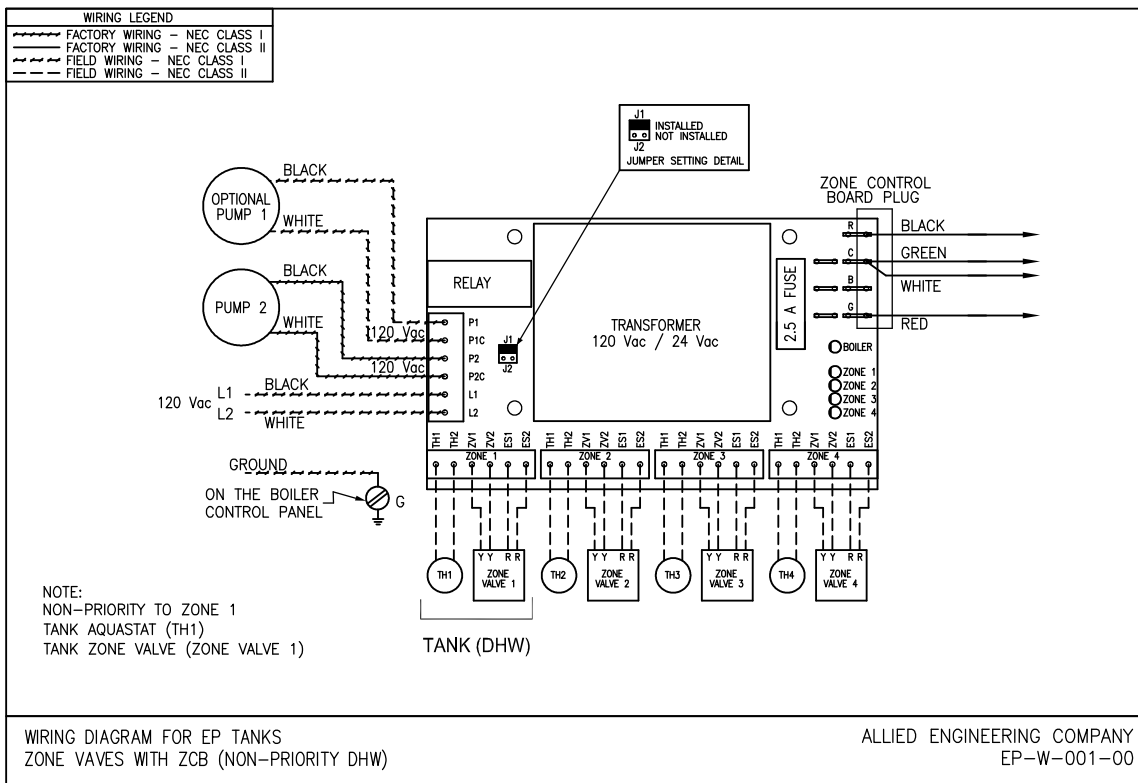 WIRING LEGEND
FACTORY WIRING - NEC CLASS I
FACTORY WIRING - NEC CLASS II
FIELD WIRING - NEC CLASS I
FIELD WIRING - NEC CLASS II
J1
INSTALLED
NOT INSTALLED
J2
JUMPER SETTING DETAIL
OPTIONAL
PUMP 1
BLACK
WHITE
PUMP 2
BLACK
WHITE
120 Vac
120 Vac
120 Vac
L1
BLACK
L2
WHITE
GROUND
ON THE BOILER
CONTROL PANEL
G
RELAY
P1
P1C
P2
P2C
L1
L2
J1
J2
TRANSFORMER
120 Vac / 24 Vac
2.5 A FUSE
ZONE CONTROL
BOARD PLUG
R
C
B
G
BLACK
GREEN
WHITE
RED
BOILER
ZONE 1
ZONE 2
ZONE 3
ZONE 4
TH1 TH2 ZV1 ZV2 ES1 ES2
TH1 TH2 ZV1 ZV2 ES1 ES2
TH1 TH2 ZV1 ZV2 ES1 ES2
TH1 TH2 ZV1 ZV2 ES1 ES2
ZONE 1
ZONE 2
ZONE 3
ZONE 4
TH1
Y Y R R
ZONE
VALVE 1
TH2
Y Y R R
ZONE
VALVE 2
TH3
Y Y R R
ZONE
VALVE 3
TH4
Y Y R R
ZONE
VALVE 4
TANK (DHW)
NOTE:
NON-PRIORITY TO ZONE 1
TANK AQUASTAT (TH1)
TANK ZONE VALVE (ZONE VALVE 1)
WIRING DIAGRAM FOR EP TANKS
ZONE VAVES WITH ZCB (NON-PRIORITY DHW)
ALLIED ENGINEERING COMPANY
EP-W-001-00